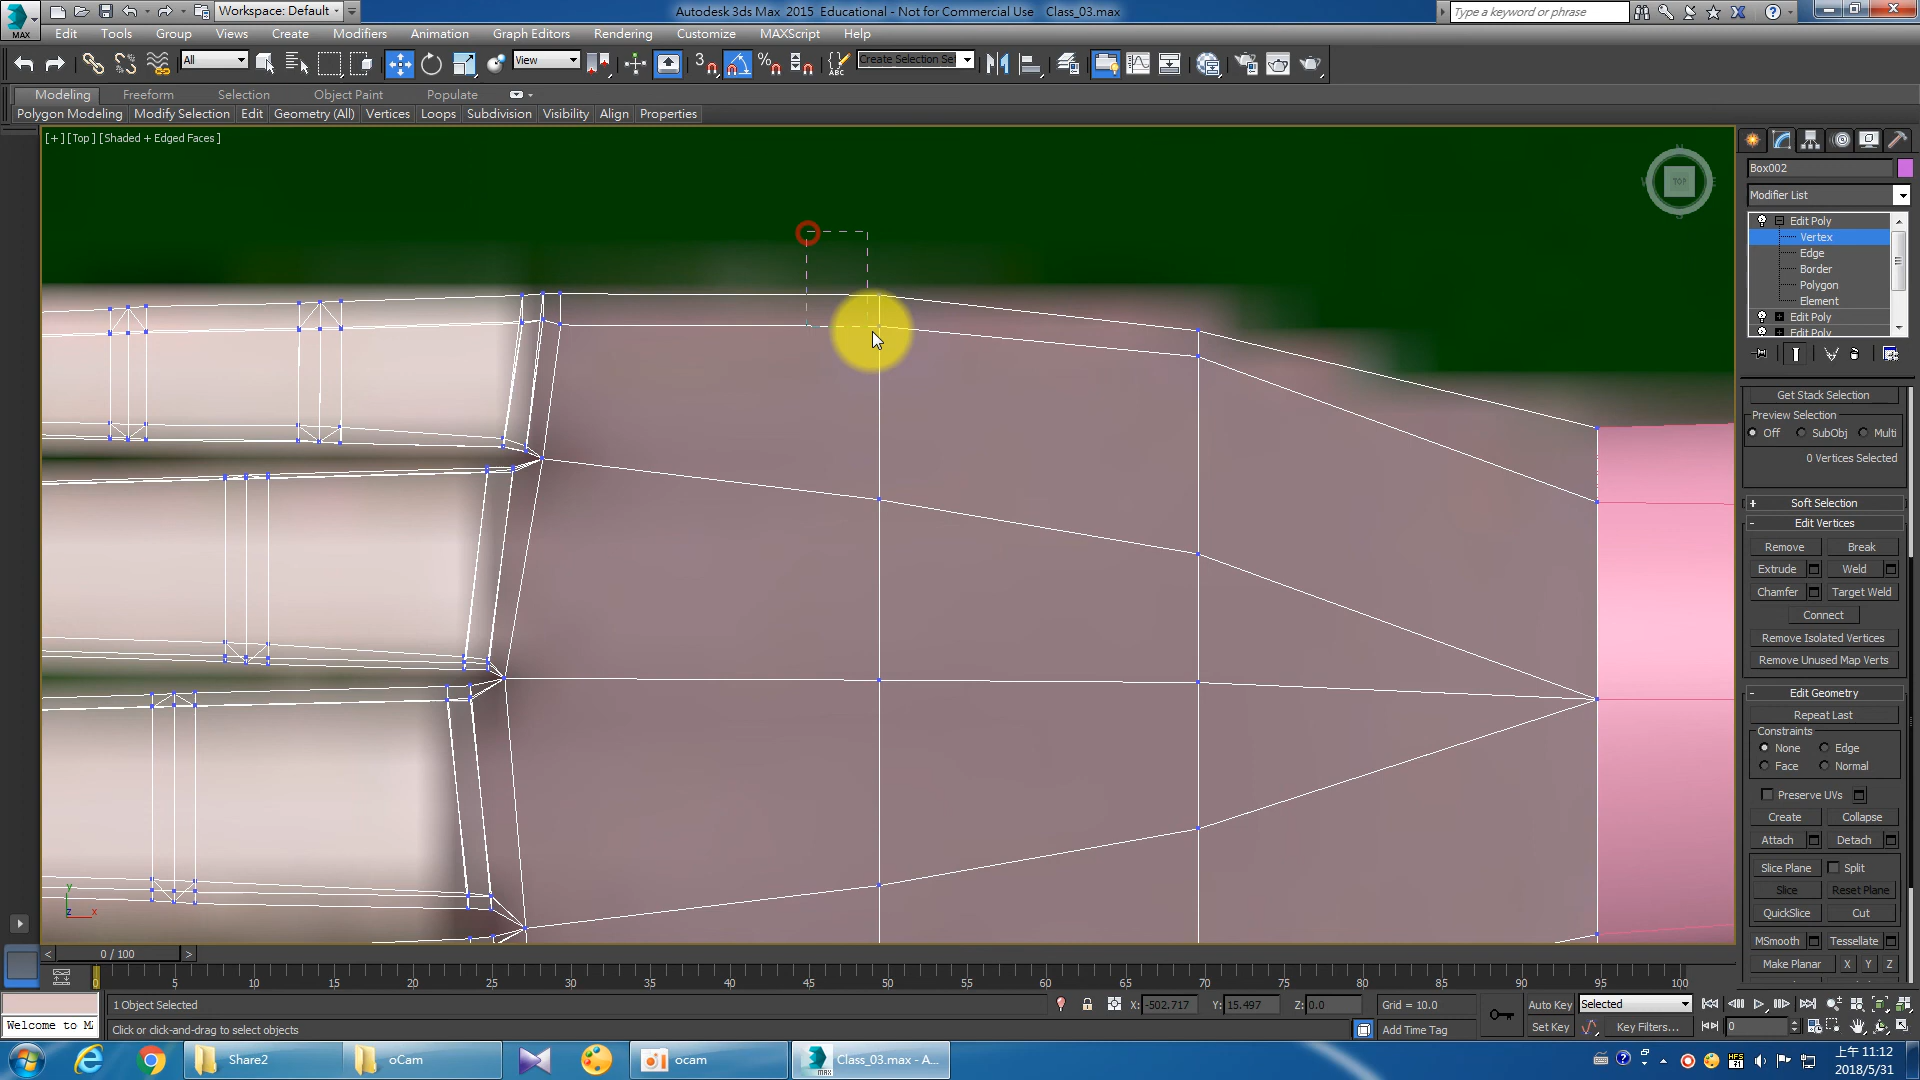 MAX
Workspace: Default
Autodesk 3ds Max 2015 Educational - Not for Commercial Use Class_03.max
Type a keyword or phrase
Edit Tools Group Views Create Modifiers Animation Graph Editors Rendering Customize MAXScript Help
All
View
3
ABC
Create Selection Se
Modeling Freeform Selection Object Paint Populate
Polygon Modeling Modify Selection Edit Geometry (All) Vertices Loops Subdivision Visibility Align Properties
[+] [Top] [Shaded + Edged Faces]
TOP
Box002
Modifier List
Edit Poly
Vertex
Edge
Border
Polygon
Element
Edit Poly
Edit Poly
Get Stack Selection
Preview Selection
Off SubObj Multi
0 Vertices Selected
+ Soft Selection
- Edit Vertices
Remove Break
Extrude Weld
Chamfer Target Weld
Connect
Remove Isolated Vertices
Remove Unused Map Verts
- Edit Geometry
Repeat Last
Constraints
None Edge
Face Normal
Preserve UVs
Create Collapse
Attach Detach
Slice Plane Split
Slice Reset Plane
QuickSlice Cut
MSmooth Tessellate
Make Planar X Y Z
y
z x
< 0 / 100 >
0 5 10 15 20 25 30 35 40 45 50 55 60 65 70 75 80 85 90 95 100
1 Object Selected
X: -502.717 Y: 15.497 Z: 0.0 Grid = 10.0
Auto Key Selected
Welcome to M
Click or click-and-drag to select objects
Add Time Tag
Set Key Key Filters... 0
Share2
oCam
ocam
Class_03.max - A...
上午 11:12
2018/5/31